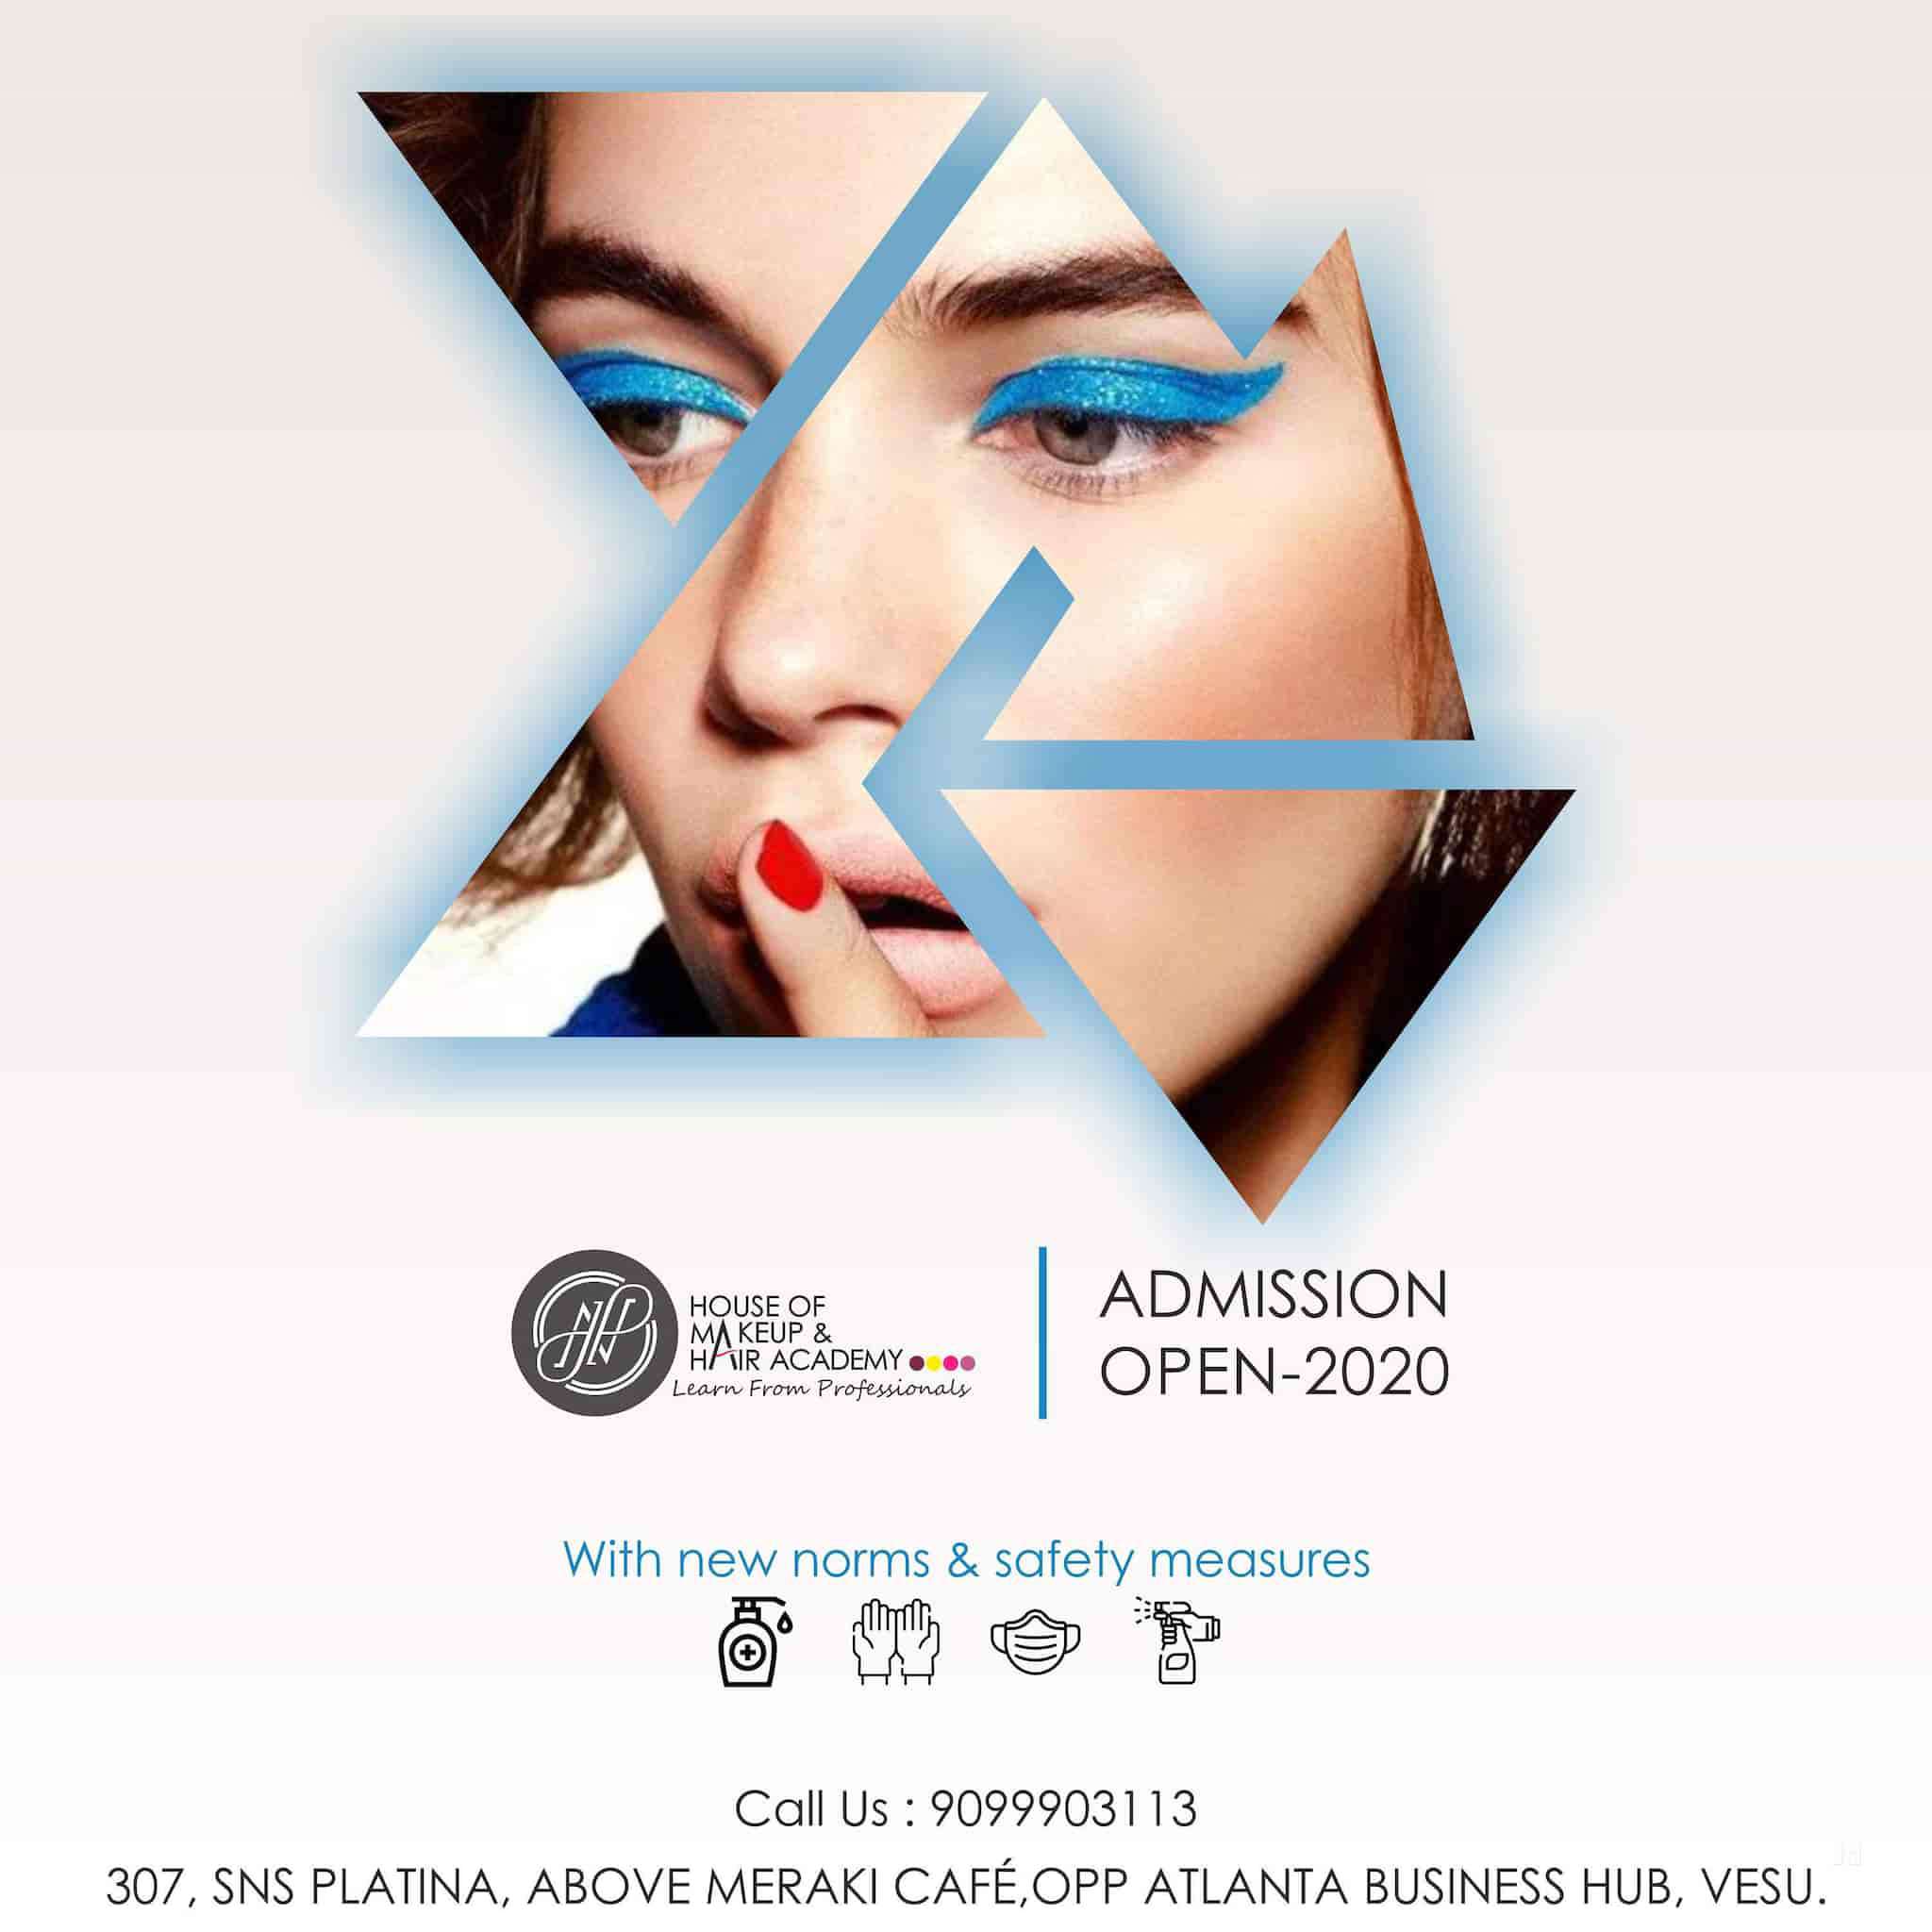 HOUSE OF
MAKEUP &
HAIR ACADEMY
Learn From Professionals
ADMISSION
OPEN-2020
With new norms & safety measures
Call Us : 9099903113
307, SNS PLATINA, ABOVE MERAKI CAFÉ,OPP ATLANTA BUSINESS HUB, VESU.